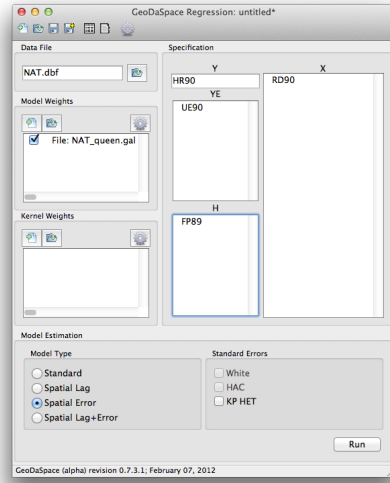 GeoDaSpace Regression: untitled*
Data File
NAT.dbf
Model Weights
File: NAT_queen.gal
Kernel Weights
Specification
Y
HR90
YE
UE90
H
FP89
X
RD90
Model Estimation
Model Type
Standard
Spatial Lag
Spatial Error
Spatial Lag+Error
Standard Errors
White
HAC
KP HET
Run
GeoDaSpace (alpha) revision 0.7.3.1; February 07, 2012